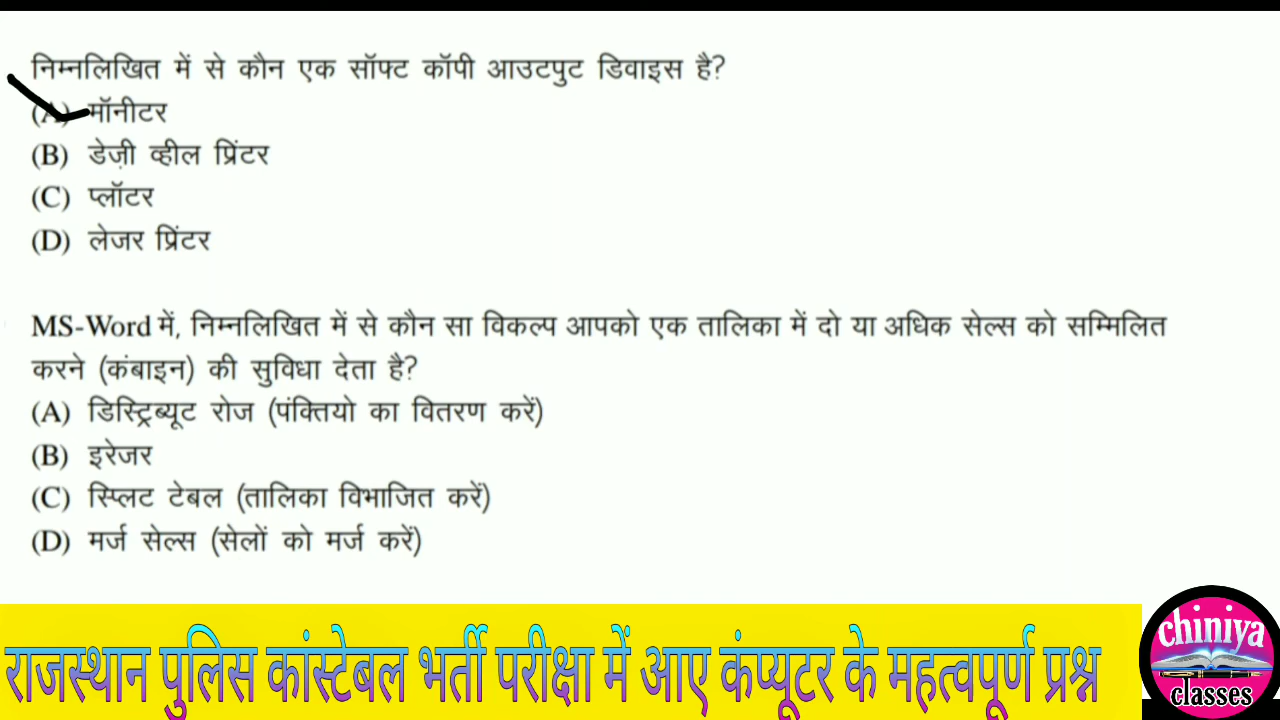 निम्नलिखित में से कौन एक सॉफ्ट कॉपी आउटपुट डिवाइस है?
(A) मॉनीटर
(B) डेज़ी व्हील प्रिंटर
(C) प्लॉटर
(D) लेजर प्रिंटर
MS-Word में, निम्नलिखित में से कौन सा विकल्प आपको एक तालिका में दो या अधिक सेल्स को सम्मिलित
करने (कंबाइन) की सुविधा देता है?
(A) डिस्ट्रिब्यूट रोज (पंक्तियो का वितरण करें)
(B) इरेजर
(C) स्प्लिट टेबल (तालिका विभाजित करें)
(D) मर्ज सेल्स (सेलों को मर्ज करें)
राजस्थान पुलिस कांस्टेबल भर्ती परीक्षा में आए कंप्यूटर के महत्वपूर्ण प्रश्न
chiniya
classes